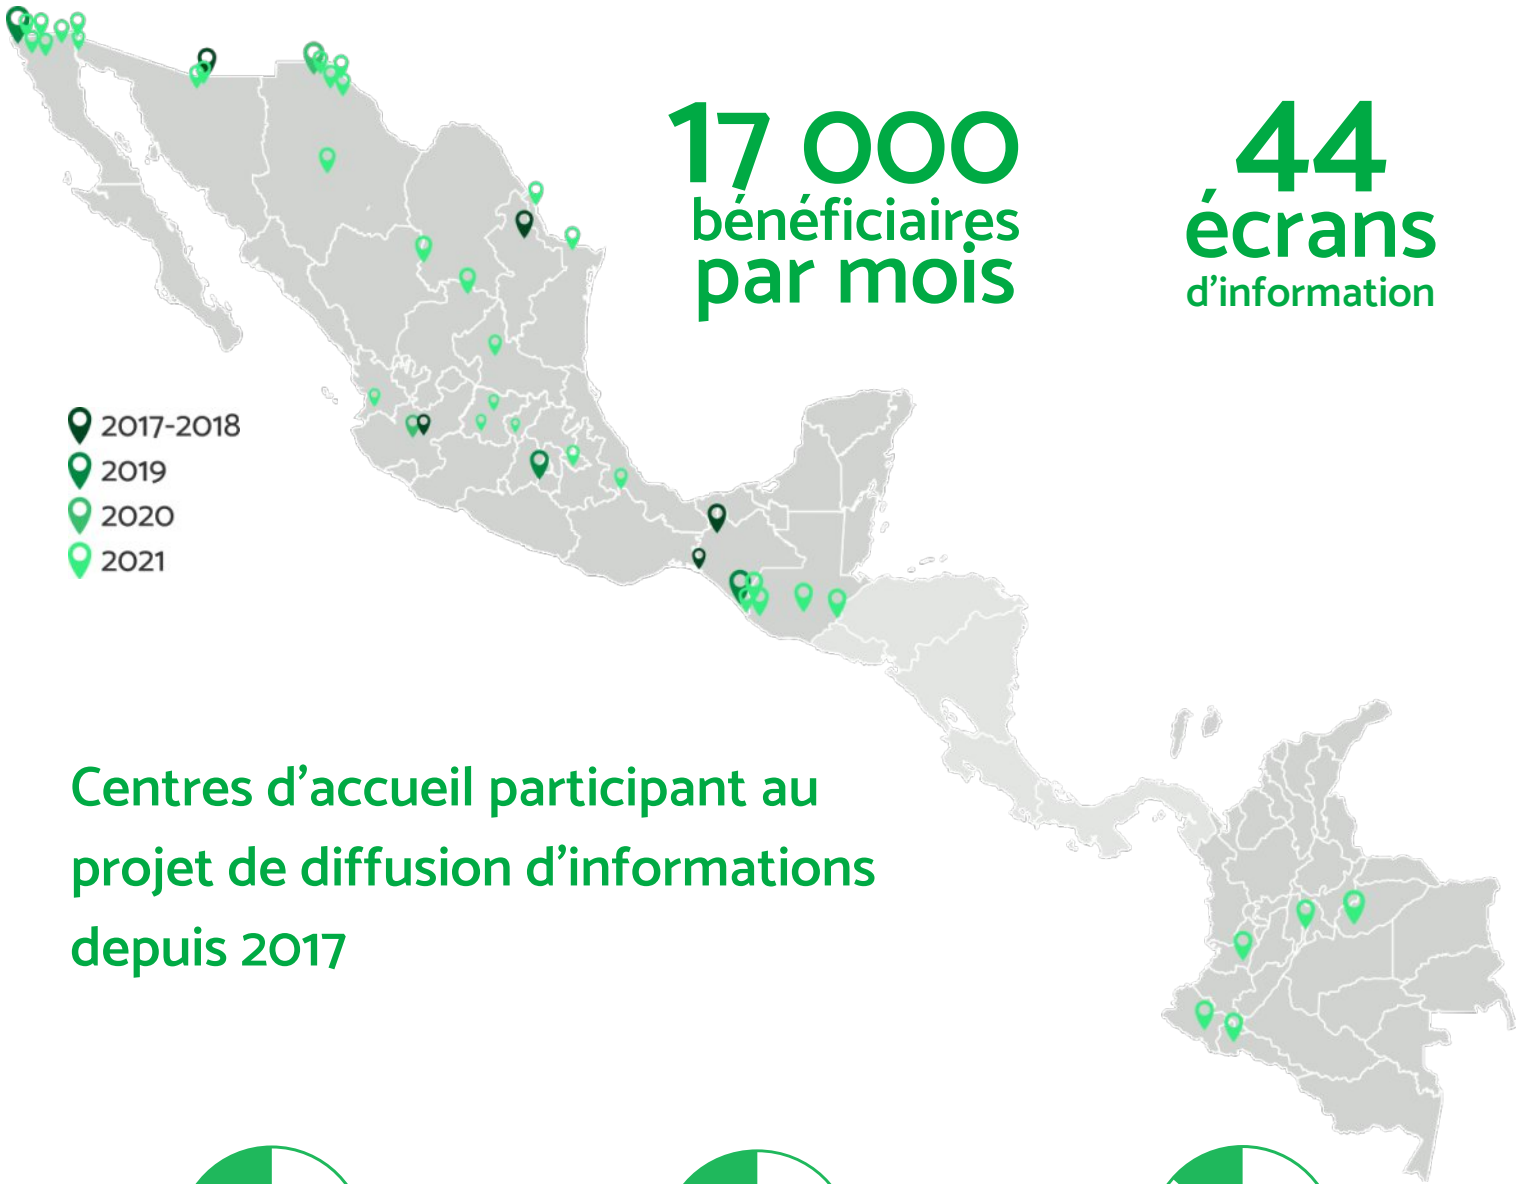 17 000
bénéficiaires
par mois
44
écrans
d'information
2017-2018
2019
2020
2021
Centres d'accueil participant au
projet de diffusion d'informations
depuis 2017